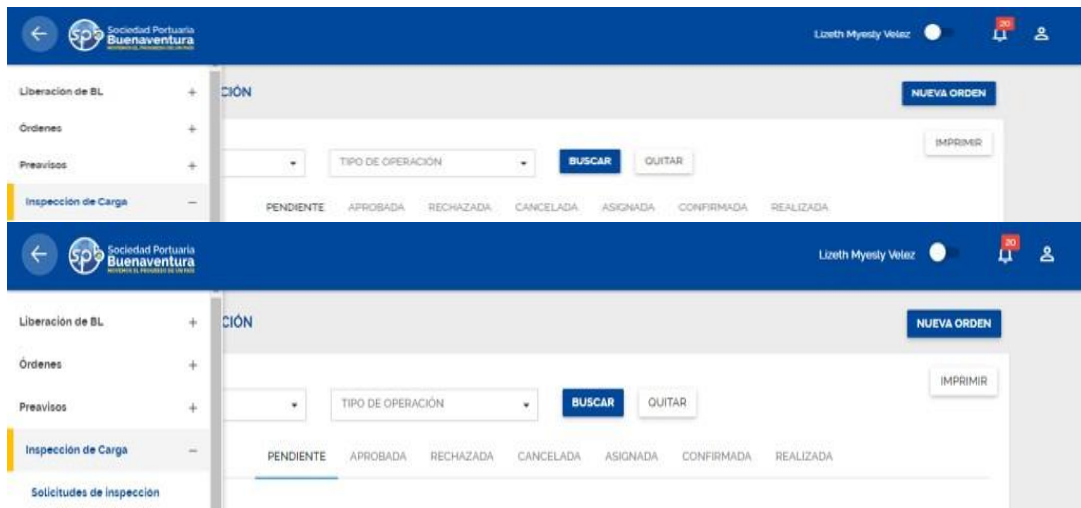 Sociedad Portuaria
Buenaventura
Lizeth Myesly Velez
20
Liberación de BL +
CIÓN
NUEVA ORDEN
Órdenes +
IMPRIMIR
Preavisos +
TIPO DE OPERACIÓN
BUSCAR
QUITAR
Inspección de Carga −
PENDIENTE APROBADA RECHAZADA CANCELADA ASIGNADA CONFIRMADA REALIZADA
spb Sociedad Portuaria
Buenaventura
Lizeth Myesly Velez
20
Liberación de BL +
CIÓN
NUEVA ORDEN
Órdenes +
IMPRIMIR
Preavisos +
TIPO DE OPERACIÓN
BUSCAR
QUITAR
Inspección de Carga −
PENDIENTE APROBADA RECHAZADA CANCELADA ASIGNADA CONFIRMADA REALIZADA
Solicitudes de inspección